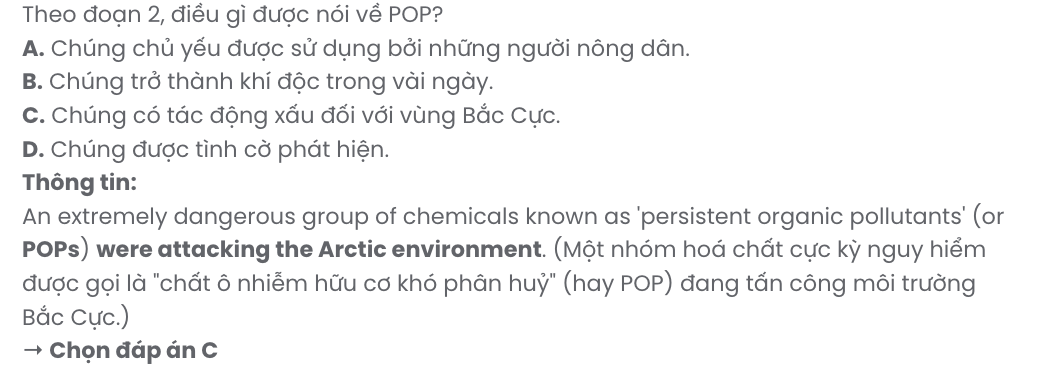 Theo đoạn 2, điều gì được nói về POP?
A. Chúng chủ yếu được sử dụng bởi những người nông dân.
B. Chúng trở thành khí độc trong vài ngày.
C. Chúng có tác động xấu đối với vùng Bắc Cực.
D. Chúng được tình cờ phát hiện.
Thông tin:
An extremely dangerous group of chemicals known as 'persistent organic pollutants' (or
POPs) were attacking the Arctic environment. (Một nhóm hoá chất cực kỳ nguy hiểm
được gọi là "chất ô nhiễm hữu cơ khó phân huỷ" (hay POP) đang tấn công môi trường
Bắc Cực.)
→ Chọn đáp án C